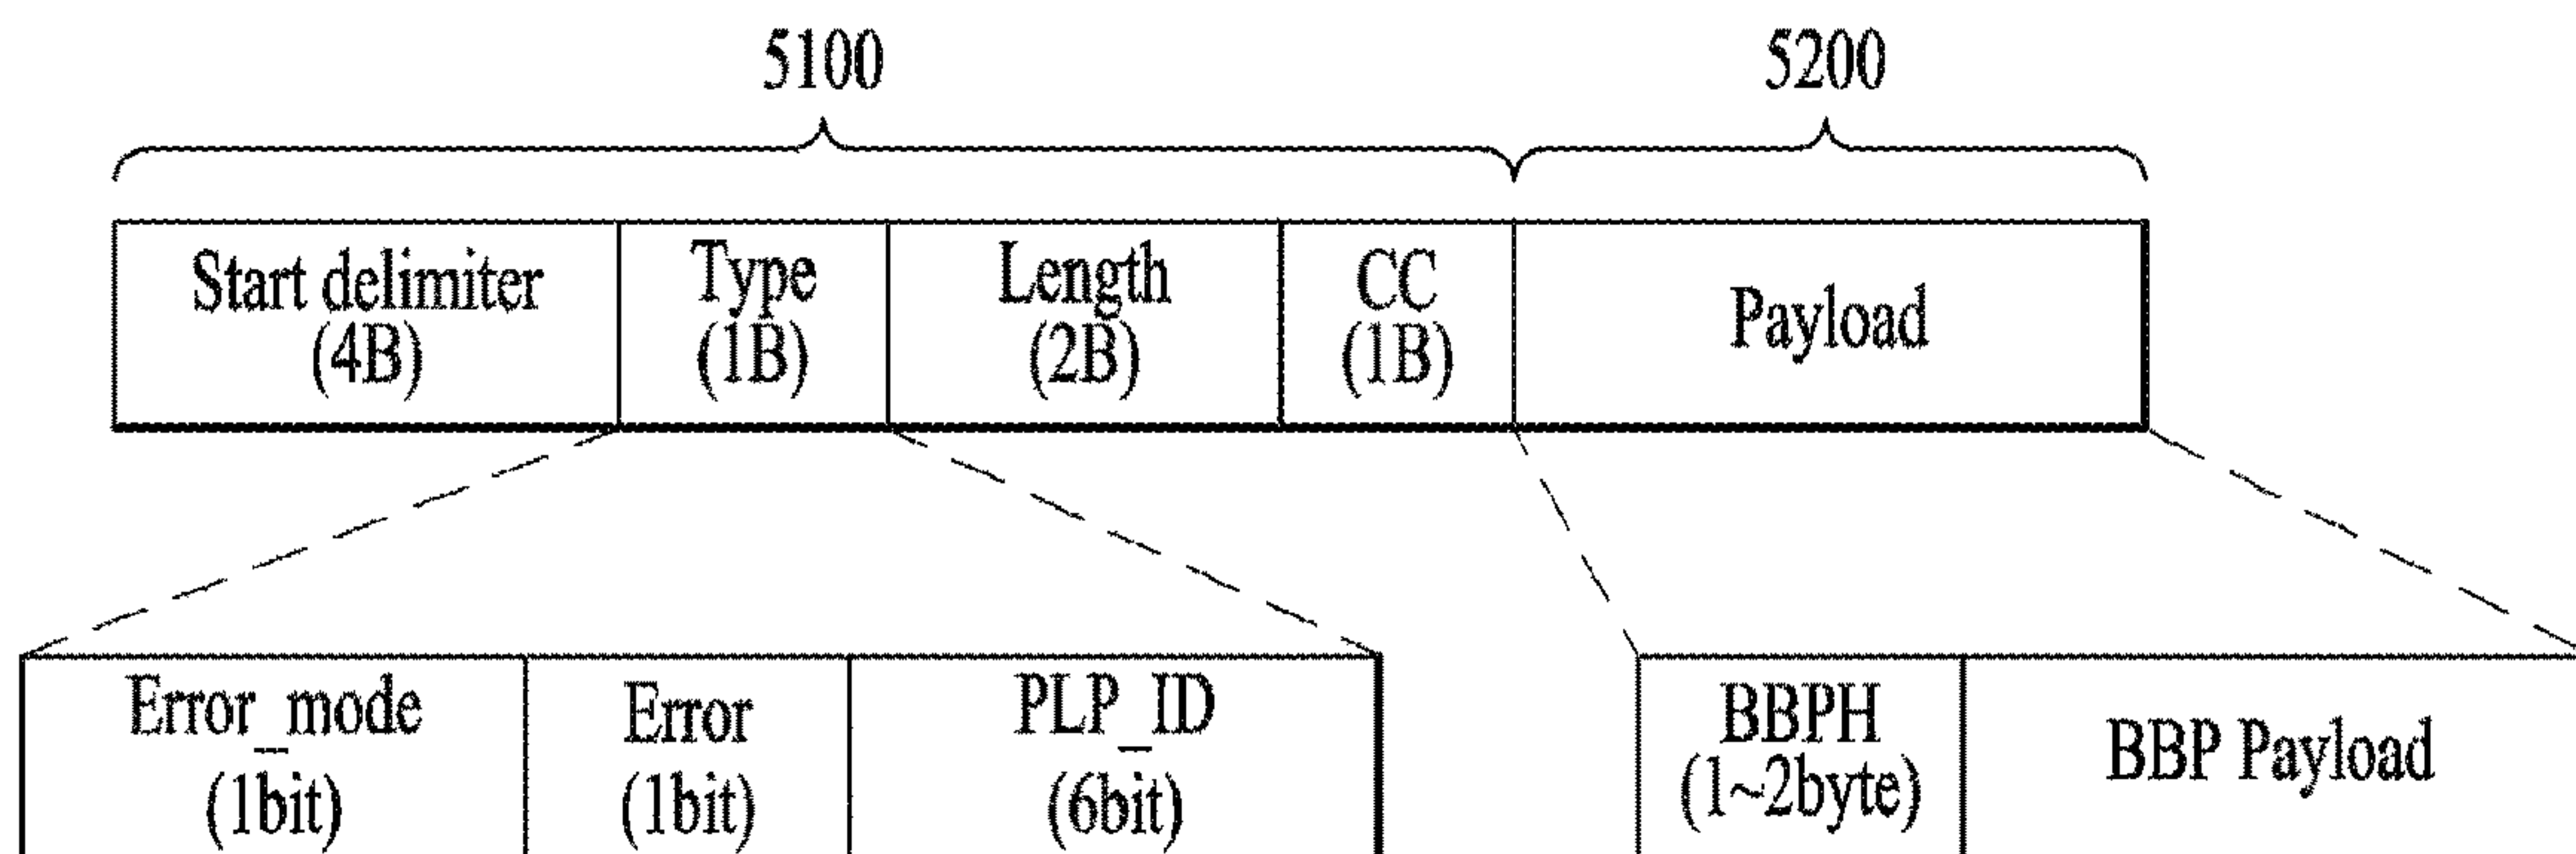 5100 5200
Start delimiter Type Length CC Payload
(4B) (1B) (2B) (1B)
Error_mode Error PLP_ID BBPH BBP Payload
(1bit) (1bit) (6bit) (1~2byte)